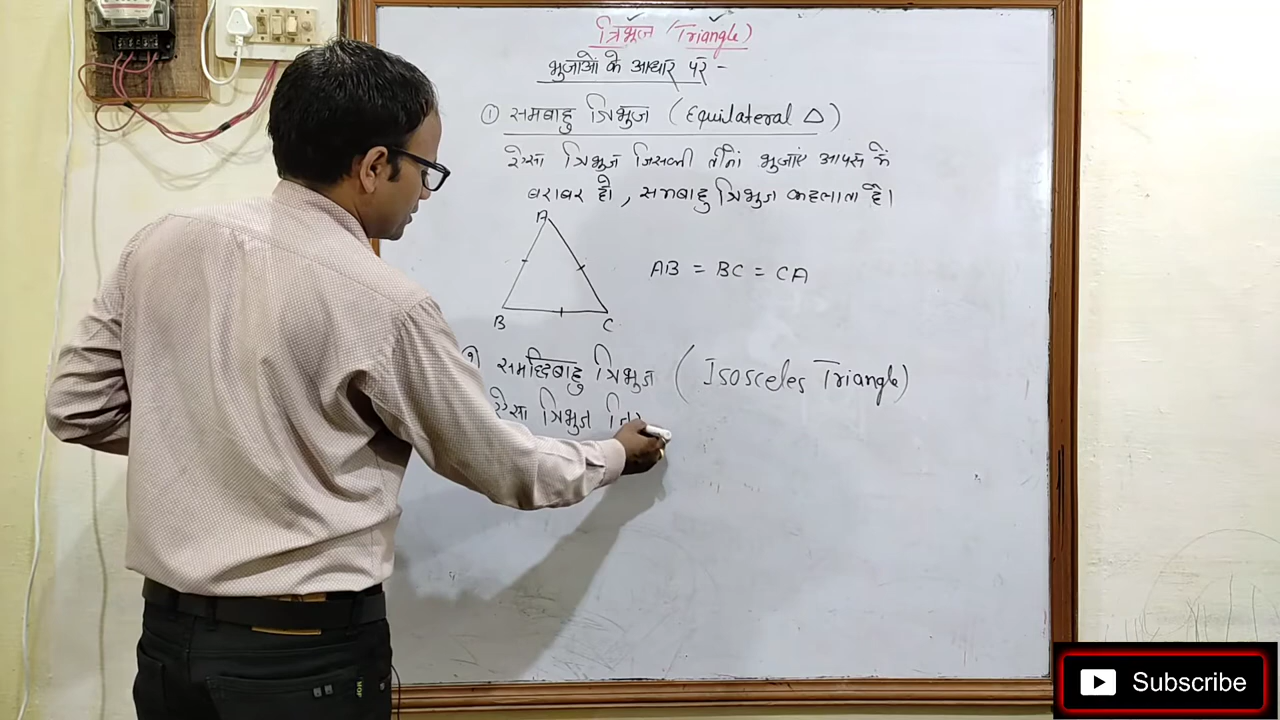 त्रिभुज (Triangle)
भुजाओं के आधार पर -
① समबाहु त्रिभुज (Equilateral △)
ऐसा त्रिभुज जिसकी तीनों भुजाएं आपस में
बराबर हो, समबाहु त्रिभुज कहलाता है।
A
AB = BC = CA
B C
समद्विबाहु त्रिभुज (Isosceles Triangle)
ऐसा त्रिभुज
Subscribe